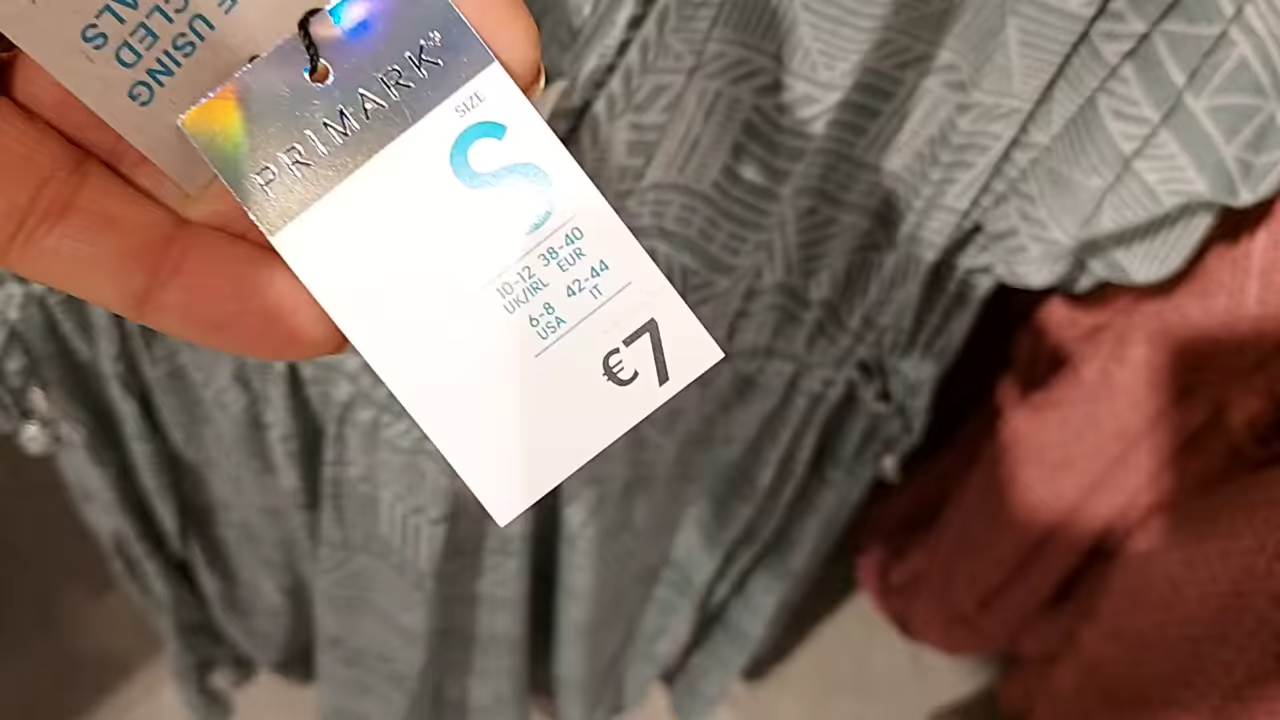 USING
CLED
ALS
PRIMARK
SIZE
S
10-12 38-40
UK/IRL EUR
6-8 42-44
USA IT
€7